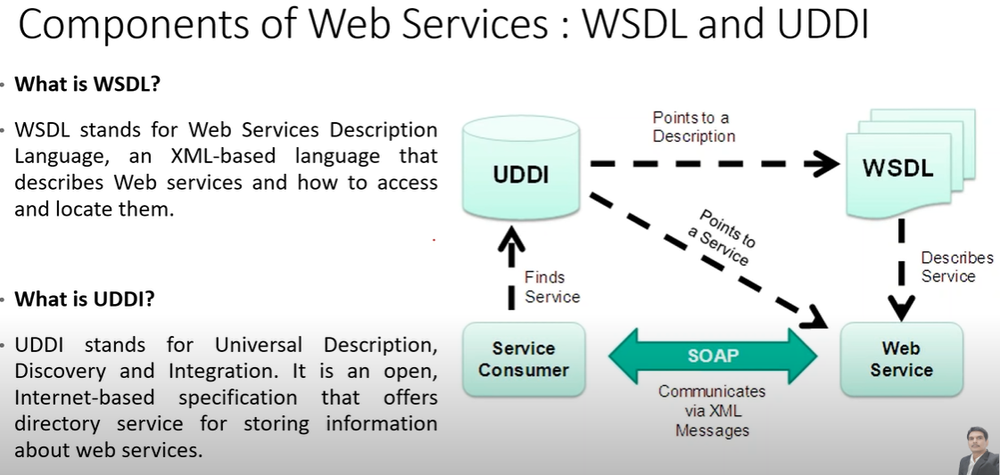 Components of Web Services : WSDL and UDDI
• What is WSDL?
• WSDL stands for Web Services Description
Language, an XML-based language that
describes Web services and how to access
and locate them.
• What is UDDI?
• UDDI stands for Universal Description,
Discovery and Integration. It is an open,
Internet-based specification that offers
directory service for storing information
about web services.
UDDI
Points to a
Description
WSDL
Points to
a Service
Finds
Service
Describes
Service
Service
Consumer
SOAP
Web
Service
Communicates
via XML
Messages